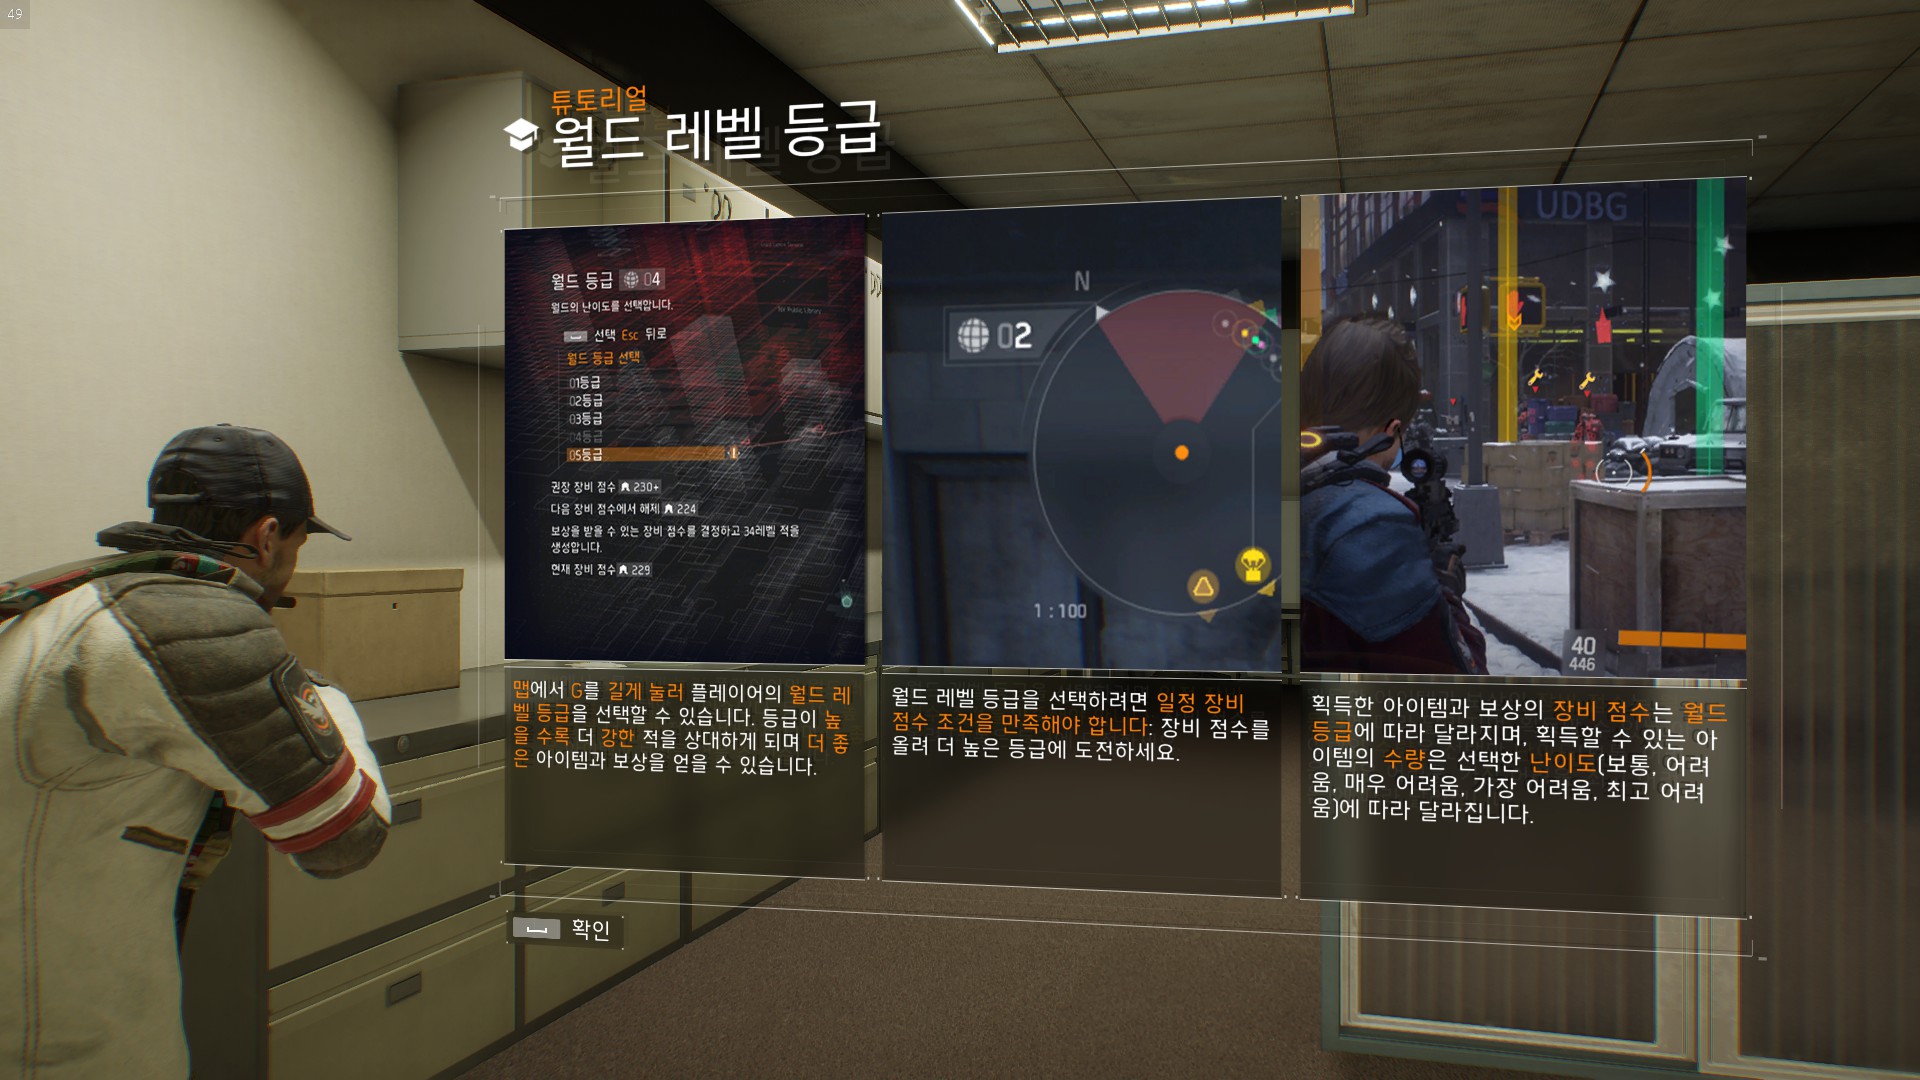 49
튜토리얼
월드 레벨 등급
월드 등급 04
월드의 난이도를 선택합니다.
선택 Esc 뒤로
월드 등급 선택
01등급
02등급
03등급
04등급
05등급
권장 장비 점수 230+
다음 장비 점수에서 해제 224
보상을 받을 수 있는 장비 점수를 결정하고 34레벨 적을
생성합니다.
현재 장비 점수 229
맵에서 G를 길게 눌러 플레이어의 월드 레
벨 등급을 선택할 수 있습니다. 등급이 높
을 수록 더 강한 적을 상대하게 되며 더 좋
은 아이템과 보상을 얻을 수 있습니다.
N
02
1 : 100
월드 레벨 등급을 선택하려면 일정 장비
점수 조건을 만족해야 합니다: 장비 점수를
올려 더 높은 등급에 도전하세요.
UDBG
40
446
획득한 아이템과 보상의 장비 점수는 월드
등급에 따라 달라지며, 획득할 수 있는 아
이템의 수량은 선택한 난이도(보통, 어려
움, 매우 어려움, 가장 어려움, 최고 어려
움)에 따라 달라집니다.
확인